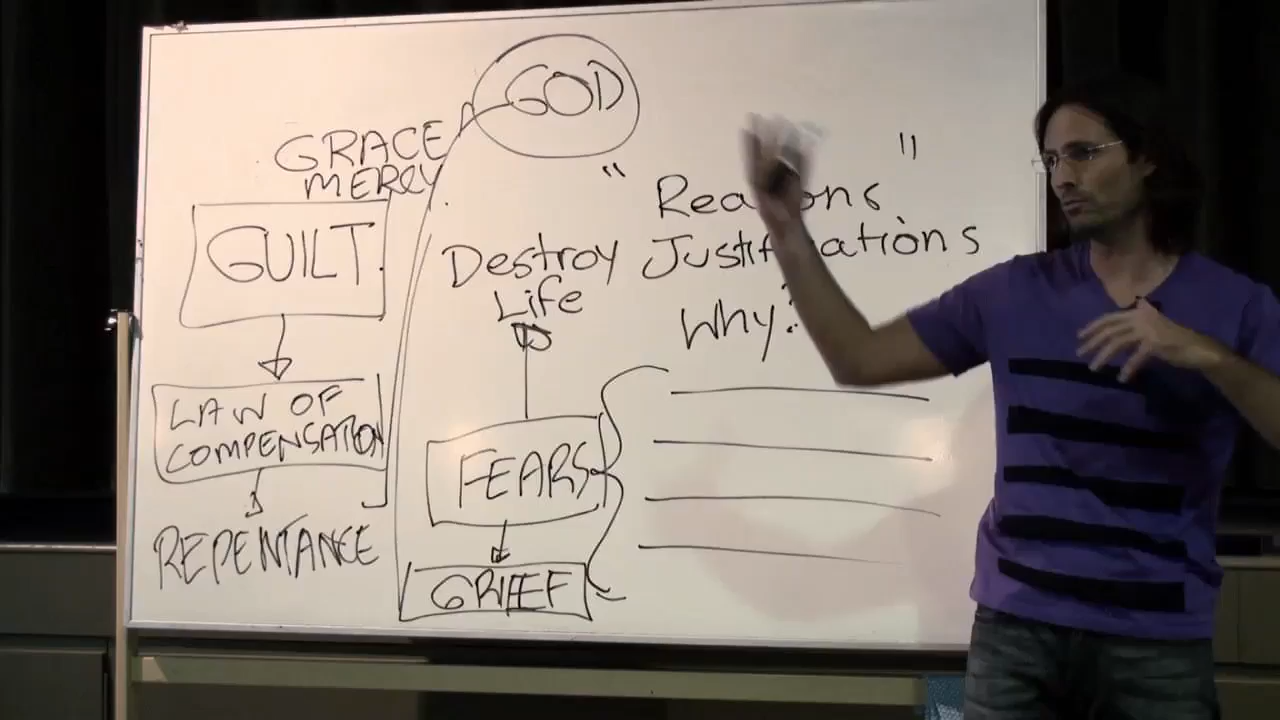 GOD
GRACE
MERCY
GUILT
LAW OF
COMPENSATION
REPENTANCE
Destroy
Life
FEARS
GRIEF
" Reasons "
Justifications
Why?